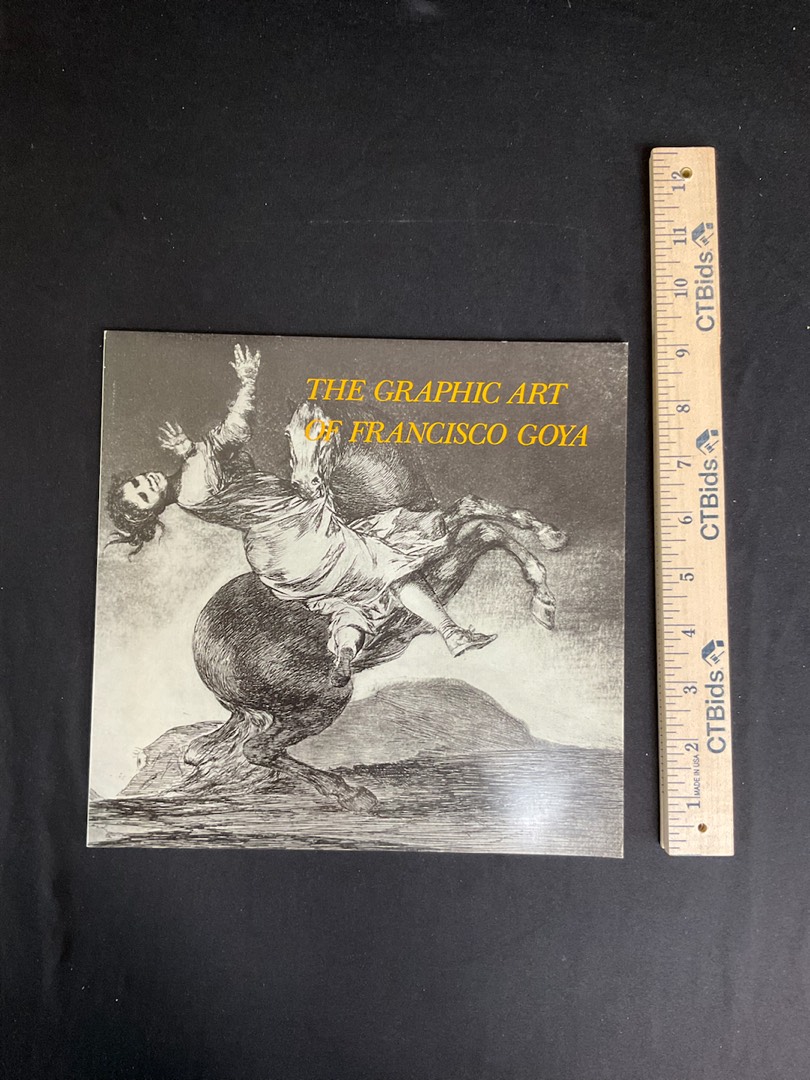 THE GRAPHIC ART
OF FRANCISCO GOYA
12
11
10
9
8
7
6
5
4
3
2
1
CTBids
CTBids
CTBids
MADE IN USA